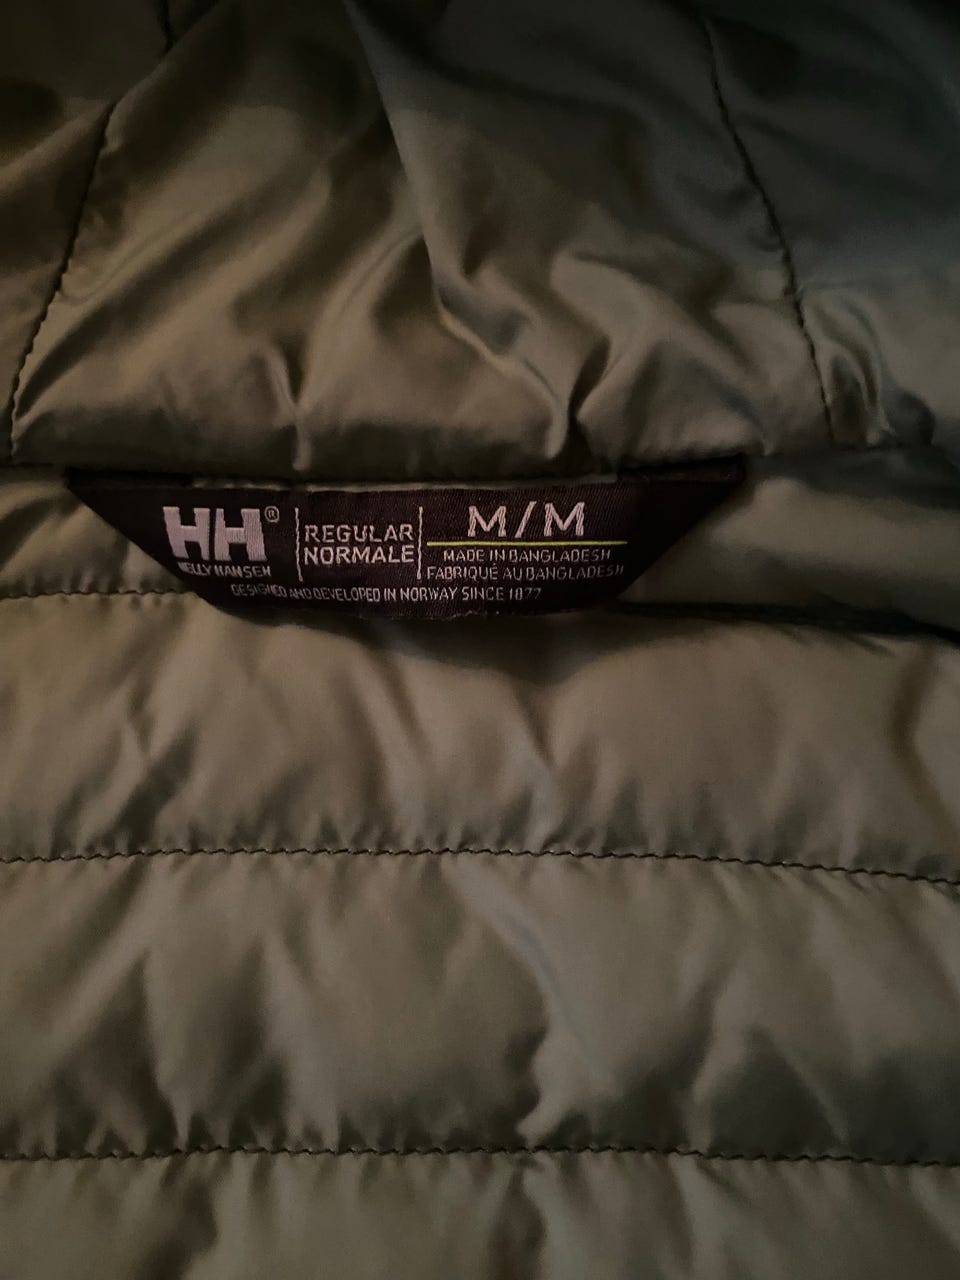 HH®
HELLY HANSEN
REGULAR
NORMALE
M/M
MADE IN BANGLADESH
FABRIQUÉ AU BANGLADESH
DESIGNED AND DEVELOPED IN NORWAY SINCE 1877